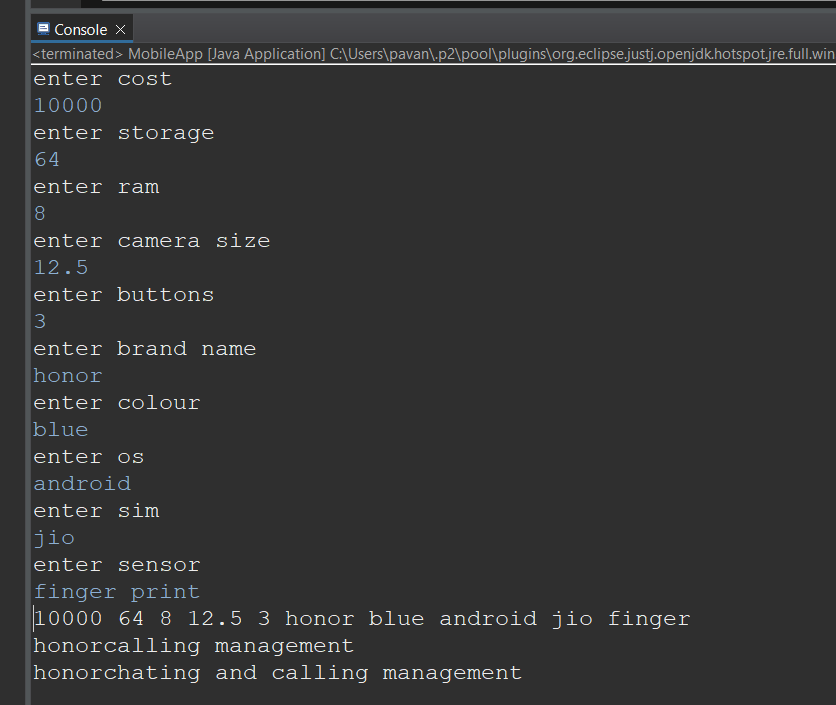 Console
<terminated> MobileApp [Java Application] C:\Users\pavan\.p2\pool\plugins\org.eclipse.justj.openjdk.hotspot.jre.full.win
enter cost
10000
enter storage
64
enter ram
8
enter camera size
12.5
enter buttons
3
enter brand name
honor
enter colour
blue
enter os
android
enter sim
jio
enter sensor
finger print
10000 64 8 12.5 3 honor blue android jio finger
honorcalling management
honorchating and calling management